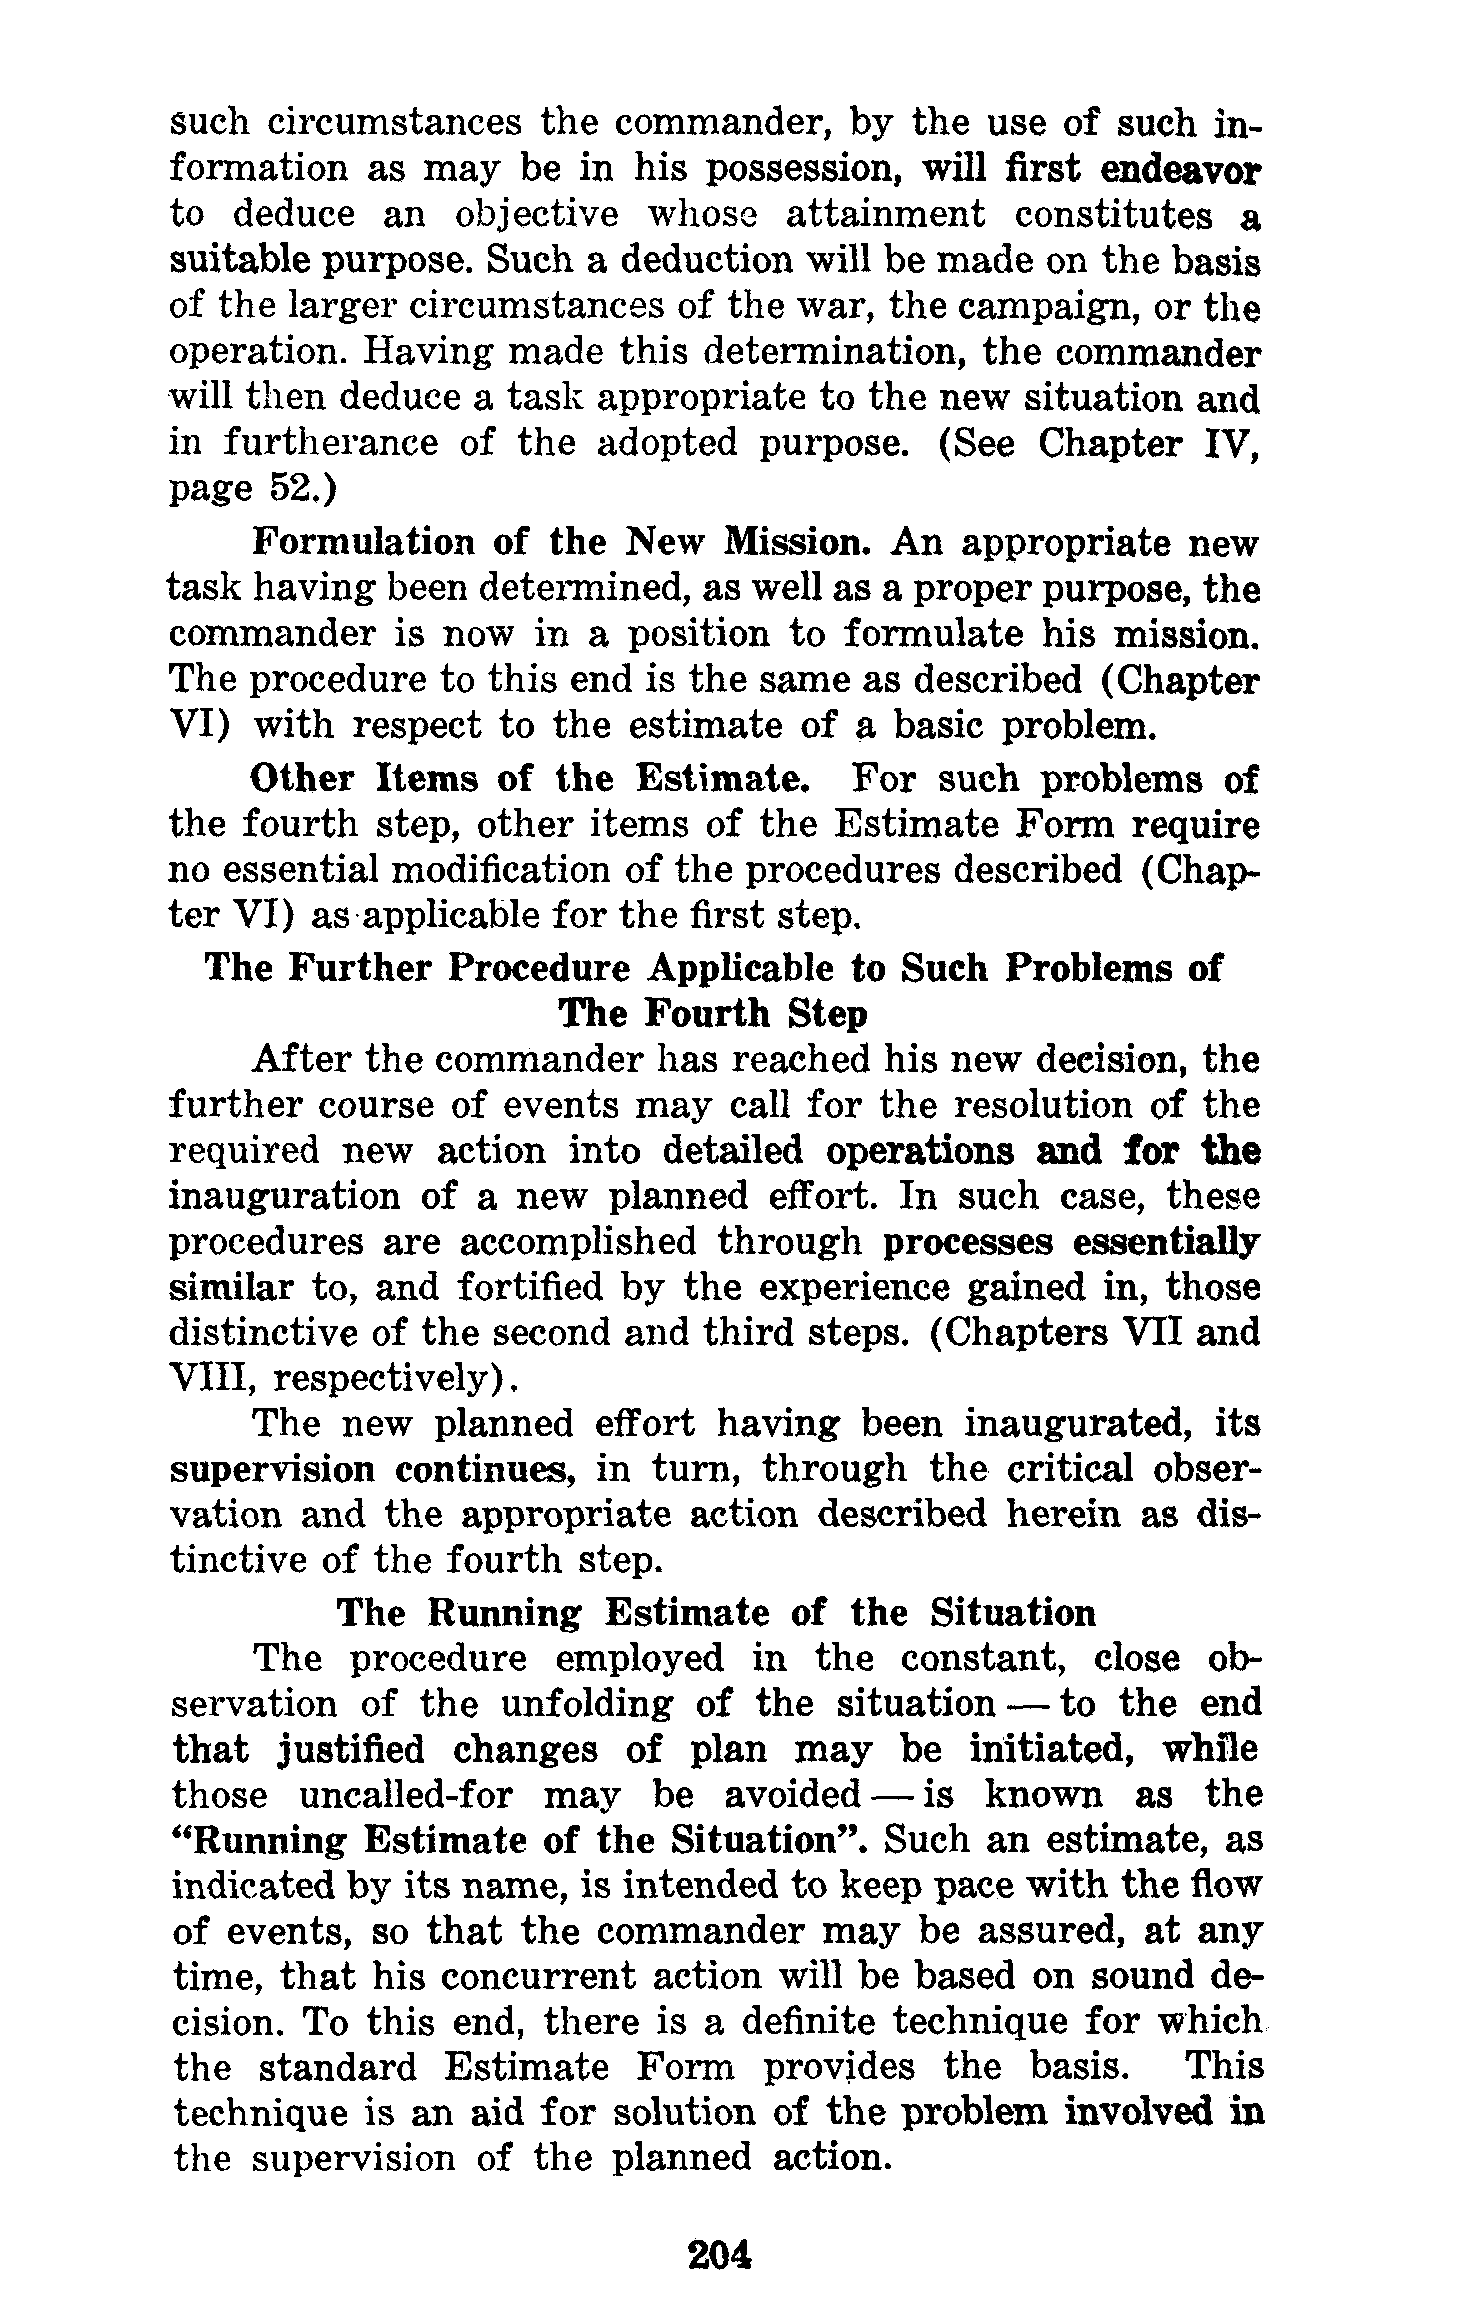 such circumstances the commander, by the use of such in-
formation as may be in his possession, will first endeavor
to deduce an objective whose attainment constitutes a
suitable purpose. Such a deduction will be made on the basis
of the larger circumstances of the war, the campaign, or the
operation. Having made this determination, the commander
will then deduce a task appropriate to the new situation and
in furtherance of the adopted purpose. (See Chapter IV,
page 52.)
Formulation of the New Mission. An appropriate new
task having been determined, as well as a proper purpose, the
commander is now in a position to formulate his mission.
The procedure to this end is the same as described (Chapter
VI) with respect to the estimate of a basic problem.
Other Items of the Estimate. For such problems of
the fourth step, other items of the Estimate Form require
no essential modification of the procedures described (Chap-
ter VI) as applicable for the first step.
The Further Procedure Applicable to Such Problems of
The Fourth Step
After the commander has reached his new decision, the
further course of events may call for the resolution of the
required new action into detailed operations and for the
inauguration of a new planned effort. In such case, these
procedures are accomplished through processes essentially
similar to, and fortified by the experience gained in, those
distinctive of the second and third steps. (Chapters VII and
VIII, respectively).
The new planned effort having been inaugurated, its
supervision continues, in turn, through the critical obser-
vation and the appropriate action described herein as dis-
tinctive of the fourth step.
The Running Estimate of the Situation
The procedure employed in the constant, close ob-
servation of the unfolding of the situation — to the end
that justified changes of plan may be initiated, while
those uncalled-for may be avoided — is known as the
“Running Estimate of the Situation”. Such an estimate, as
indicated by its name, is intended to keep pace with the flow
of events, so that the commander may be assured, at any
time, that his concurrent action will be based on sound de-
cision. To this end, there is a definite technique for which
the standard Estimate Form provides the basis. This
technique is an aid for solution of the problem involved in
the supervision of the planned action.
204